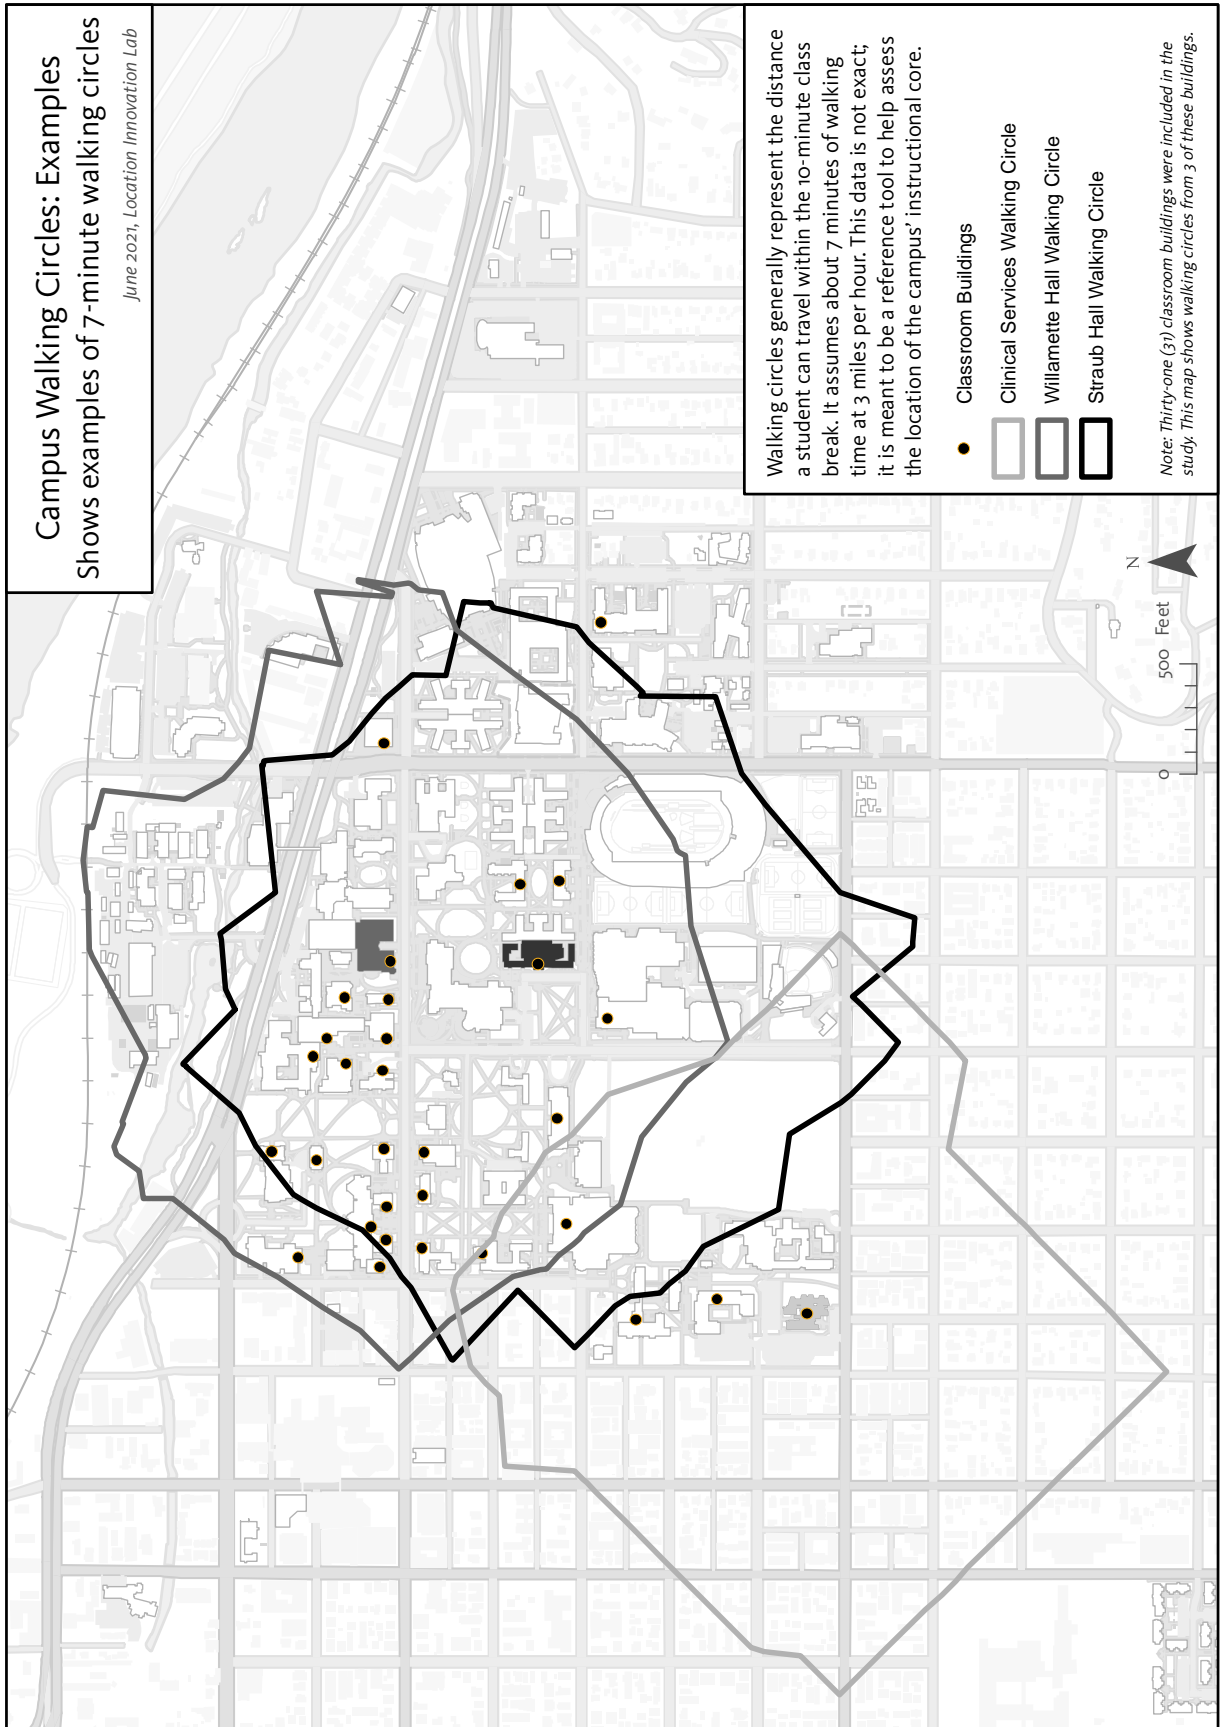 Campus Walking Circles: Examples
Shows examples of 7-minute walking circles
June 2021, Location Innovation Lab
Walking circles generally represent the distance
a student can travel within the 10-minute class
break. It assumes about 7 minutes of walking
time at 3 miles per hour. This data is not exact;
it is meant to be a reference tool to help assess
the location of the campus' instructional core.
Classroom Buildings
Clinical Services Walking Circle
Willamette Hall Walking Circle
Straub Hall Walking Circle
Note: Thirty-one (31) classroom buildings were included in the
study. This map shows walking circles from 3 of these buildings.
N
0 500 Feet